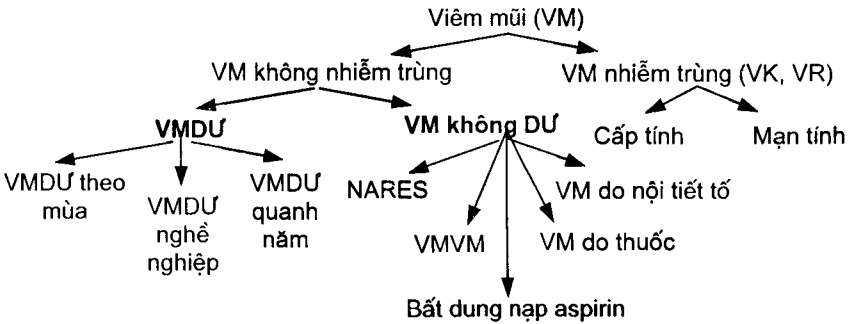 Viêm mũi (VM)
VM không nhiễm trùng
VM nhiễm trùng (VK, VR)
VMDƯ
VM không DƯ
Cấp tính
Mạn tính
VMDƯ theo
mùa
VMDƯ
nghề
nghiệp
VMDƯ
quanh
năm
NARES
VMVM
Bất dung nạp aspirin
VM do thuốc
VM do nội tiết tố